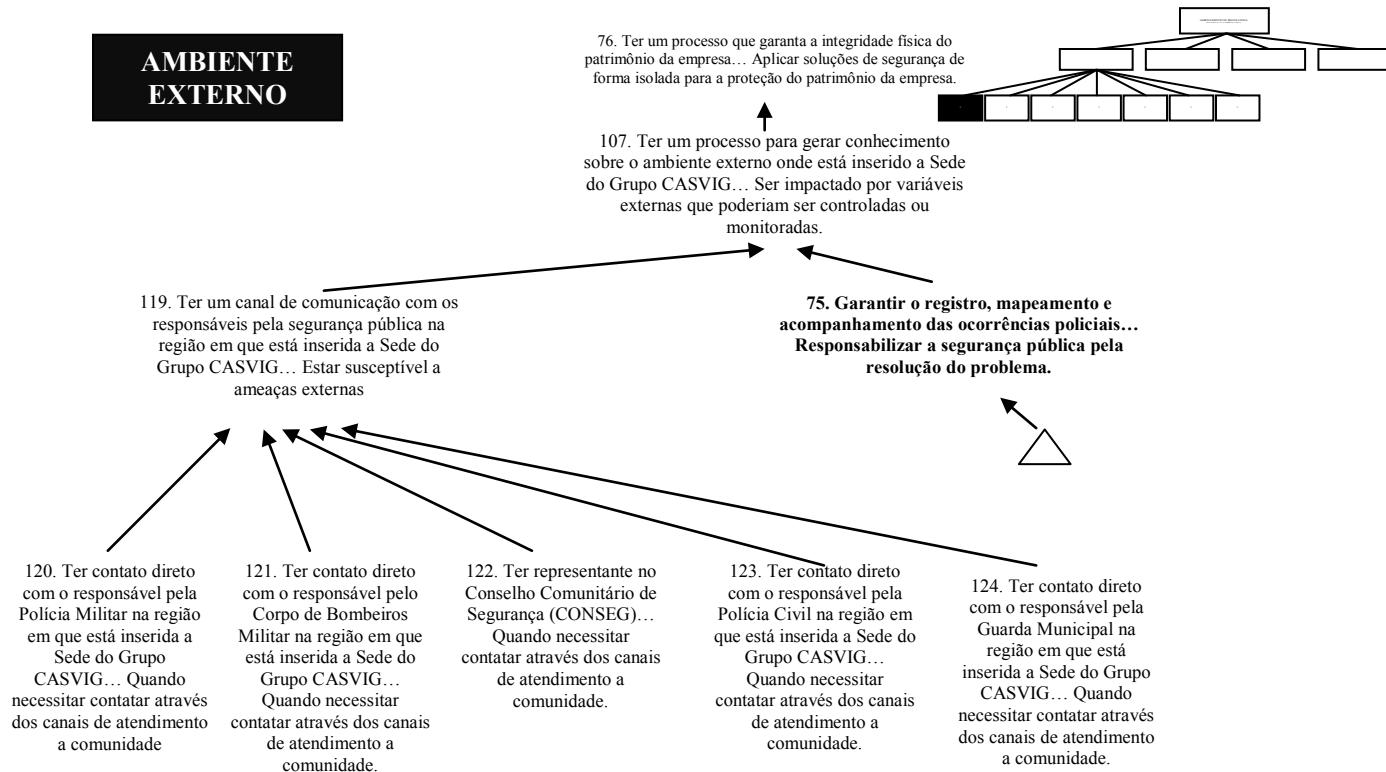 AMBIENTE
EXTERNO
76. Ter um processo que garanta a integridade física do
patrimônio da empresa… Aplicar soluções de segurança de
forma isolada para a proteção do patrimônio da empresa.
107. Ter um processo para gerar conhecimento
sobre o ambiente externo onde está inserido a Sede
do Grupo CASVIG… Ser impactado por variáveis
externas que poderiam ser controladas ou
monitoradas.
119. Ter um canal de comunicação com os
responsáveis pela segurança pública na
região em que está inserida a Sede do
Grupo CASVIG… Estar susceptível a
ameaças externas
75. Garantir o registro, mapeamento e
acompanhamento das ocorrências policiais…
Responsabilizar a segurança pública pela
resolução do problema.
120. Ter contato direto
com o responsável pela
Polícia Militar na região
em que está inserida a
Sede do Grupo
CASVIG… Quando
necessitar contatar através
dos canais de atendimento
a comunidade
121. Ter contato direto
com o responsável pelo
Corpo de Bombeiros
Militar na região em que
está inserida a Sede do
Grupo CASVIG…
Quando necessitar
contatar através dos canais
de atendimento a
comunidade.
122. Ter representante no
Conselho Comunitário de
Segurança (CONSEG)…
Quando necessitar
contatar através dos canais
de atendimento a
comunidade.
123. Ter contato direto
com o responsável pela
Polícia Civil na região em
que está inserida a Sede do
Grupo CASVIG…
Quando necessitar
contatar através dos canais
de atendimento a
comunidade.
124. Ter contato direto
com o responsável pela
Guarda Municipal na
região em que está
inserida a Sede do Grupo
CASVIG… Quando
necessitar contatar através
dos canais de atendimento
a comunidade.